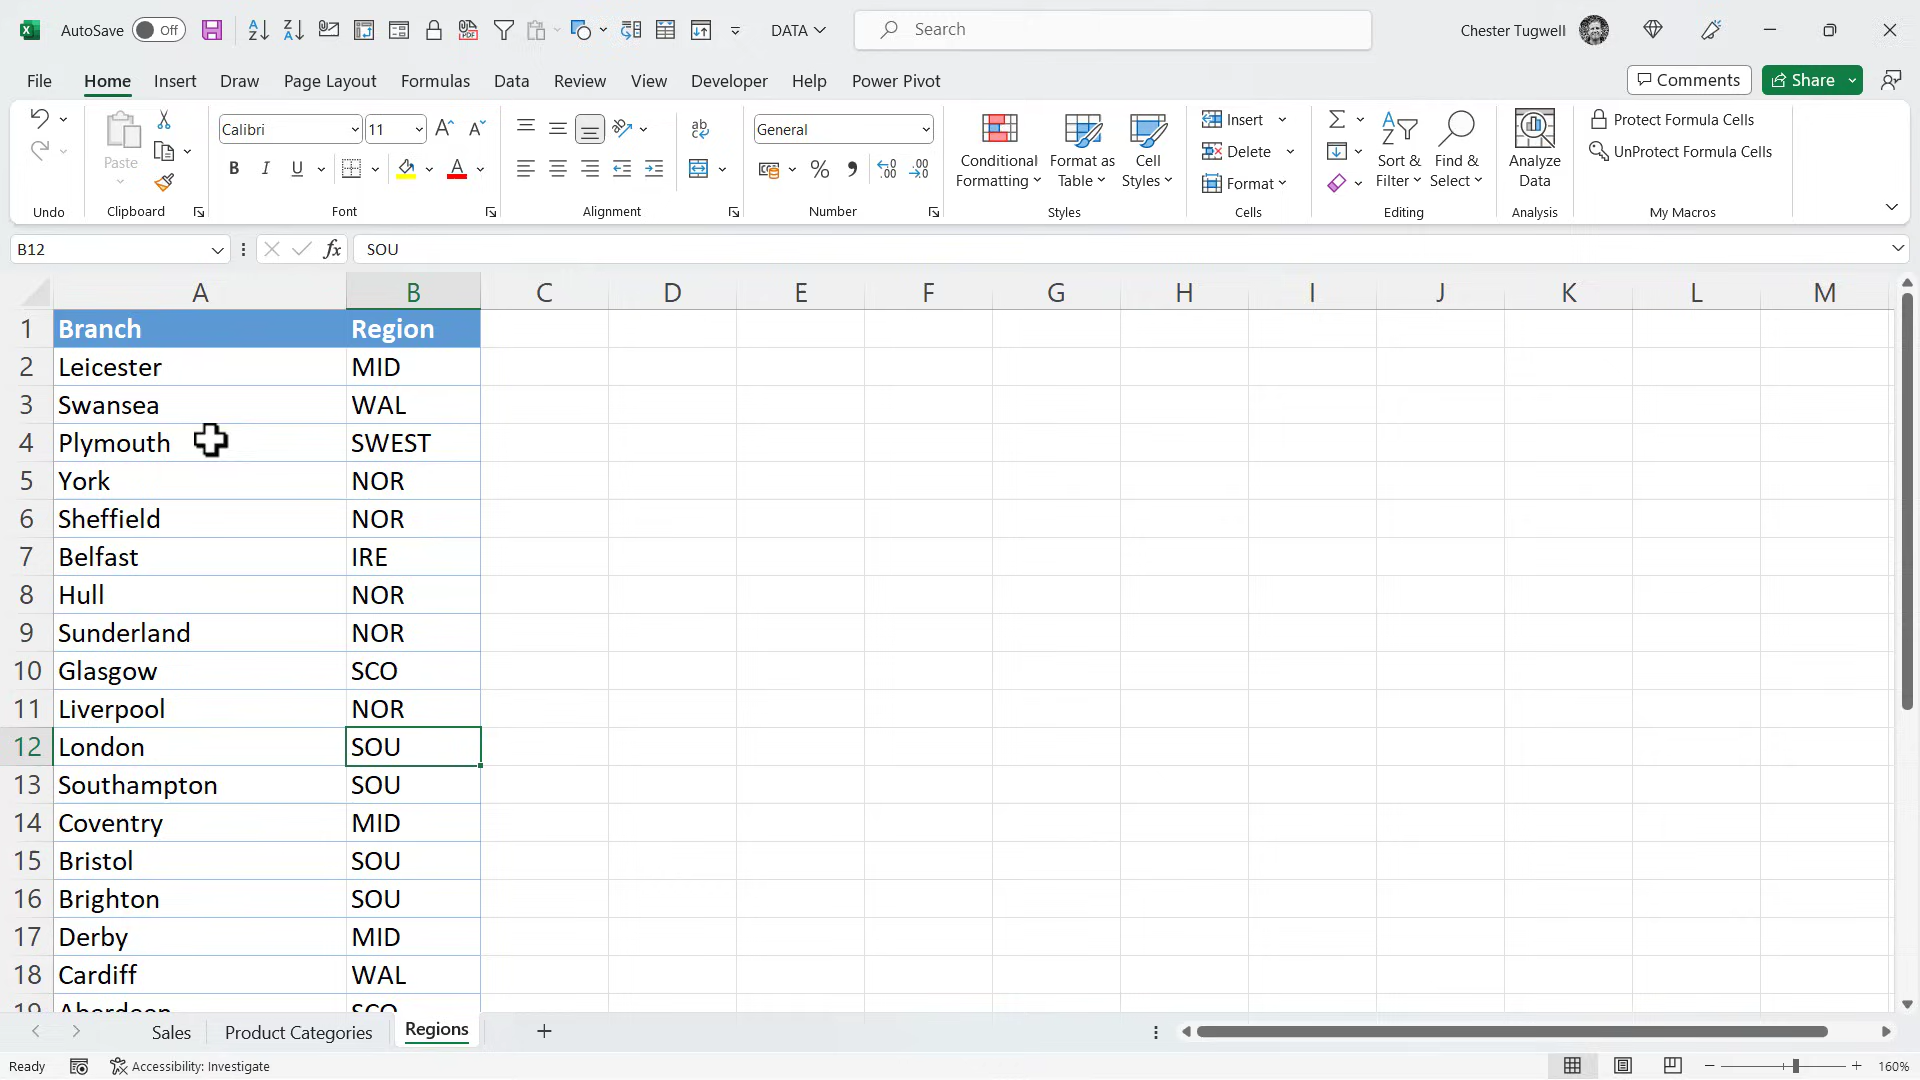 AutoSave Off DATA Search Chester Tugwell
File Home Insert Draw Page Layout Formulas Data Review View Developer Help Power Pivot Comments Share
Calibri 11 General
Paste
B I U
Conditional Formatting
Format as Table
Cell Styles
Insert
Delete
Format
Sort & Filter
Find & Select
Analyze Data
Protect Formula Cells
UnProtect Formula Cells
Undo Clipboard Font Alignment Number Styles Cells Editing Analysis My Macros
B12 fx SOU
A B C D E F G H I J K L M
1 Branch Region
2 Leicester MID
3 Swansea WAL
4 Plymouth SWEST
5 York NOR
6 Sheffield NOR
7 Belfast IRE
8 Hull NOR
9 Sunderland NOR
10 Glasgow SCO
11 Liverpool NOR
12 London SOU
13 Southampton SOU
14 Coventry MID
15 Bristol SOU
16 Brighton SOU
17 Derby MID
18 Cardiff WAL
19 Aberdeen SCO
Sales Product Categories Regions
Ready Accessibility: Investigate 160%